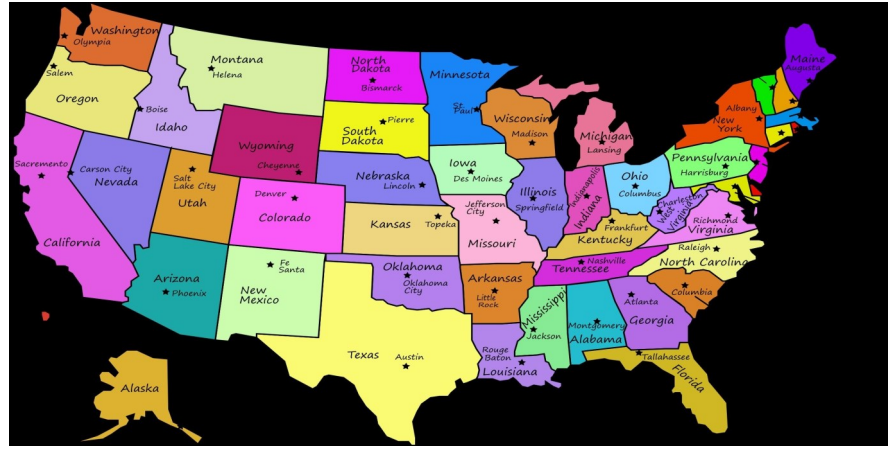 Washington
Olympia
Salem
Oregon
Boise
Idaho
Montana
Helena
Wyoming
Cheyenne
North
Dakota
Bismarck
South
Dakota
Pierre
Minnesota
St.
Paul
Wisconsin
Madison
Michigan
Lansing
Maine
Augusta
Albany
New
York
Pennsylvania
Harrisburg
Sacremento
California
Carson City
Nevada
Salt
Lake City
Utah
Denver
Colorado
Nebraska
Lincoln
Iowa
Des Moines
Illinois
Springfield
Indianapolis
Indiana
Ohio
Columbus
Charleston
West
Virginia
Richmond
Virginia
Kansas
Topeka
Jefferson
City
Missouri
Frankfurt
Kentucky
Nashville
Tennessee
Raleigh
North Carolina
Columbia
Arizona
Phoenix
Fe
Santa
New
Mexico
Oklahoma
Oklahoma
City
Arkansas
Little
Rock
Mississippi
Jackson
Montgomery
Alabama
Atlanta
Georgia
Texas
Austin
Rouge
Baton
Louisiana
Tallahassee
Florida
Alaska